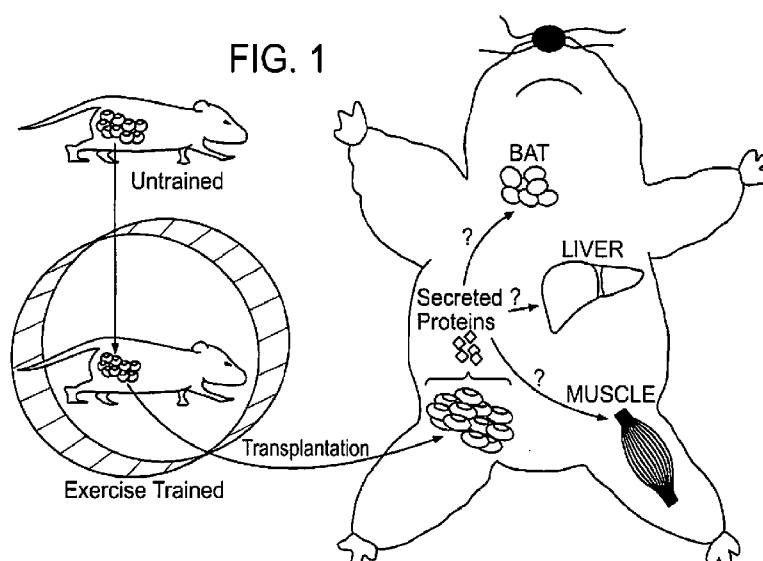 FIG. 1
Untrained
Exercise Trained
Transplantation
BAT
?
LIVER
Secreted ?
Proteins
?
MUSCLE